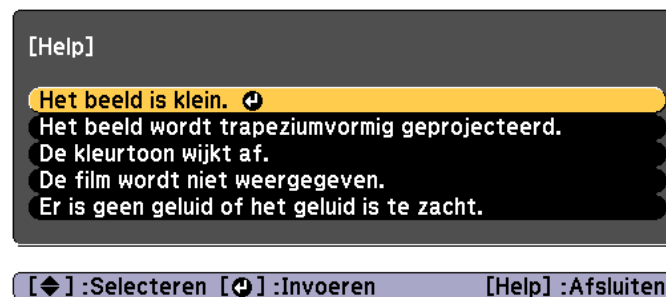 [Help]
Het beeld is klein.
Het beeld wordt trapeziumvormig geprojecteerd.
De kleurtoon wijkt af.
De film wordt niet weergegeven.
Er is geen geluid of het geluid is te zacht.
[◆] :Selecteren [↵] :Invoeren [Help] :Afsluiten